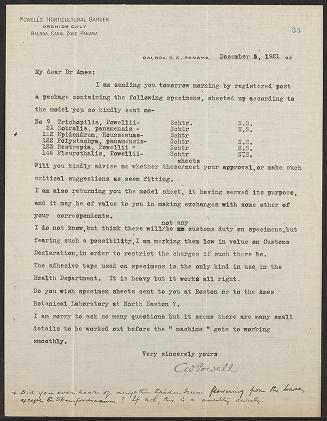 POWELLS' HORTICULTURAL GARDEN
ORCHIDS ONLY
BALBOA, CANAL ZONE, PANAMA
35
BALBOA, C. Z., PANAMA, December 5, 1921 192
My dear Dr Ames:
I am sending you tomorrow morning by registered post
a package containing the following specimens, sheeted up according to
the model you so kindly sent me-
No 9 Trichopilia, Powellii- Schtr. N.S.
21 Sobralia, panamensis - Schtr N.S.
112 Epidendrum, Rousseauae- Schtr
122 Polystachya, panamensis- Schtr N.S.
123 Restrepia, Powellii - Schtr N.S.
146 Pleurothallis, Powellii- Schtr N.S.
sheets
Will you kindly advise me whether these meet your approval, or make such
critical suggestions as seem fitting.
I am also returning you the model sheet, it having served its purpose,
and it may be of value to you in making exchanges with some other of
your correspondents.
not any
I do not know, but think there will be customs duty on specimens, but
fearing such a possibility, I am marking them low in value on Customs
Declaration, in order to restrict the charges if such there be.
The adhesive tape used on specimens is the only kind in use in the
Health Department. It is heavy but it works all right.
Do you wish specimen sheets sent to you at Boston or to the Ames
Botanical Laboratory at North Easton ?.
I am sorry to ask so many questions but it seems there are many small
details to be worked out before the " machine " gets to working
smoothly.
Very sincerely yours
C W Powell
x Did you ever hear of any other Epidendrum flowering from the base,
except E. Stamfordianum ? If not, this is a novelty surely.